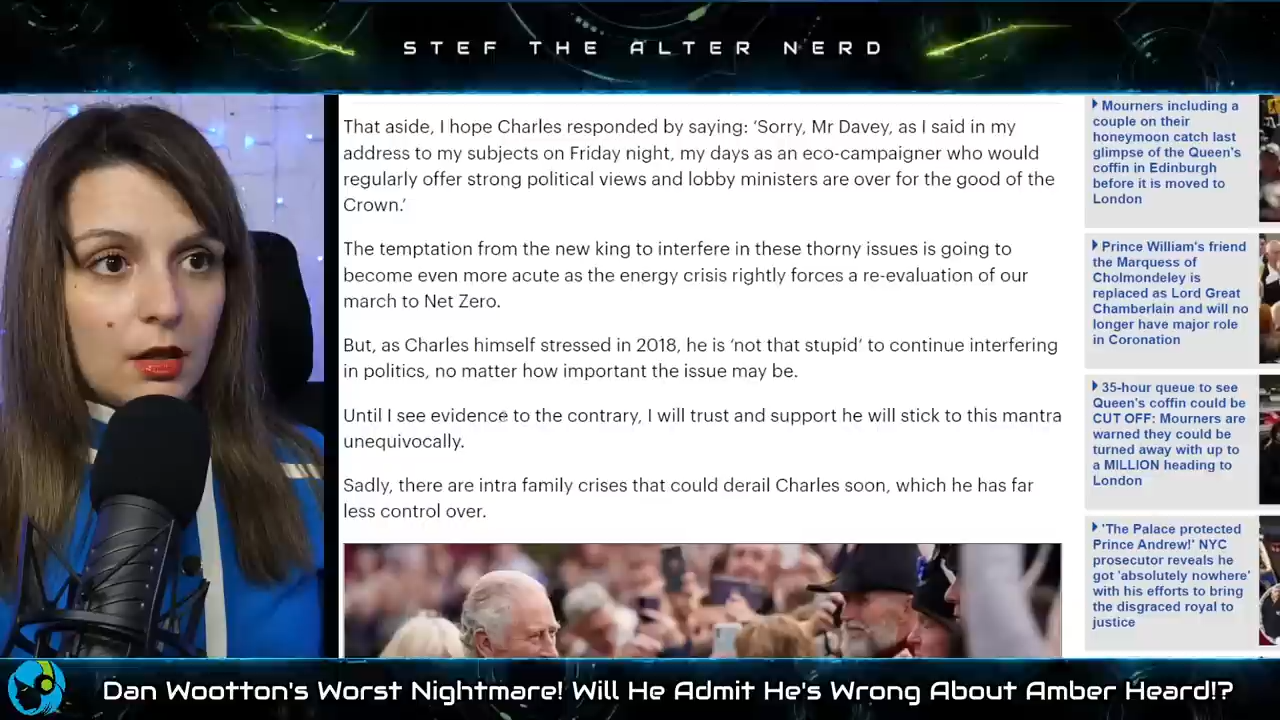 STEF THE ALTER NERD
That aside, I hope Charles responded by saying: ‘Sorry, Mr Davey, as I said in my
address to my subjects on Friday night, my days as an eco-campaigner who would
regularly offer strong political views and lobby ministers are over for the good of the
Crown.’
The temptation from the new king to interfere in these thorny issues is going to
become even more acute as the energy crisis rightly forces a re-evaluation of our
march to Net Zero.
But, as Charles himself stressed in 2018, he is ‘not that stupid’ to continue interfering
in politics, no matter how important the issue may be.
Until I see evidence to the contrary, I will trust and support he will stick to this mantra
unequivocally.
Sadly, there are intra family crises that could derail Charles soon, which he has far
less control over.
Mourners including a
couple on their
honeymoon catch last
glimpse of the Queen's
coffin in Edinburgh
before it is moved to
London
Prince William's friend
the Marquess of
Cholmondeley is
replaced as Lord Great
Chamberlain and will no
longer have major role
in Coronation
35-hour queue to see
Queen's coffin could be
CUT OFF: Mourners are
warned they could be
turned away with up to
a MILLION heading to
London
'The Palace protected
Prince Andrew!' NYC
prosecutor reveals he
got 'absolutely nowhere'
with his efforts to bring
the disgraced royal to
justice
Dan Wootton's Worst Nightmare! Will He Admit He's Wrong About Amber Heard!?